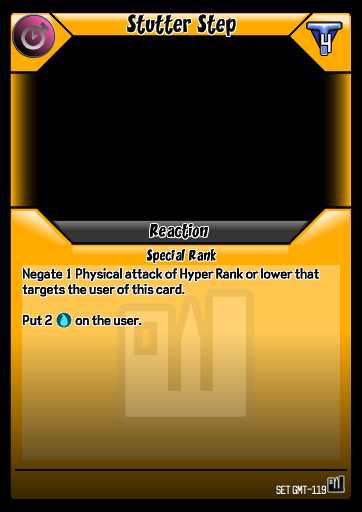 Stutter Step
4
Reaction
Special Rank
Negate 1 Physical attack of Hyper Rank or lower that
targets the user of this card.
Put 2 on the user.
SET GMT-119